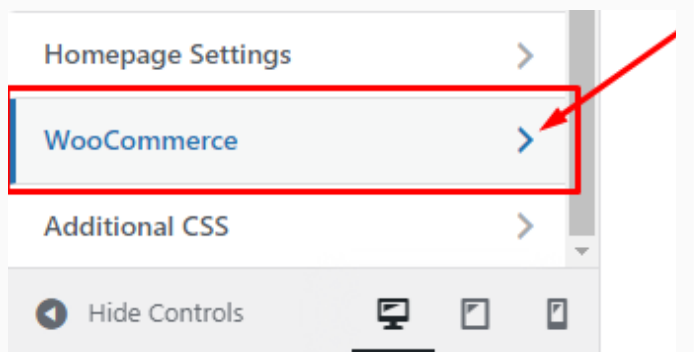 Homepage Settings
WooCommerce
Additional CSS
Hide Controls